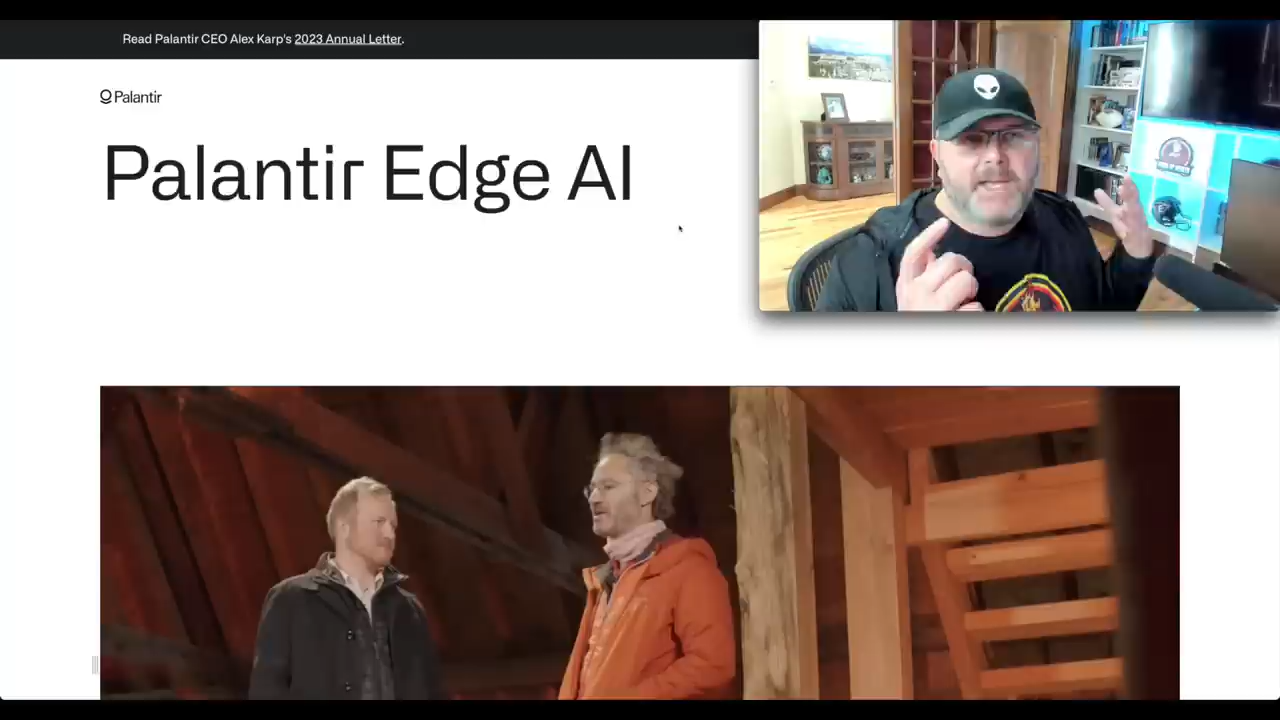 Read Palantir CEO Alex Karp's 2023 Annual Letter.
Palantir
Palantir Edge AI